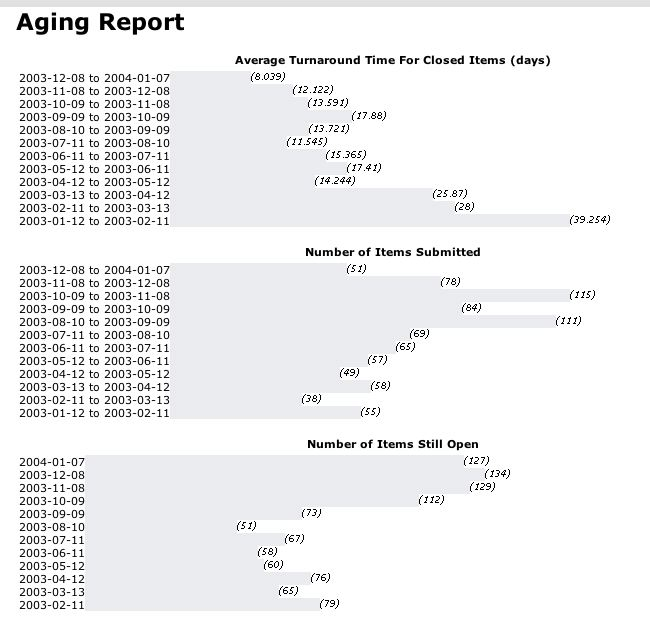 Aging Report
Average Turnaround Time For Closed Items (days)
2003-12-08 to 2004-01-07 (8.039)
2003-11-08 to 2003-12-08 (12.122)
2003-10-09 to 2003-11-08 (13.591)
2003-09-09 to 2003-10-09 (17.88)
2003-08-10 to 2003-09-09 (13.721)
2003-07-11 to 2003-08-10 (11.545)
2003-06-11 to 2003-07-11 (15.365)
2003-05-12 to 2003-06-11 (17.41)
2003-04-12 to 2003-05-12 (14.244)
2003-03-13 to 2003-04-12 (25.87)
2003-02-11 to 2003-03-13 (28)
2003-01-12 to 2003-02-11 (39.254)
Number of Items Submitted
2003-12-08 to 2004-01-07 (51)
2003-11-08 to 2003-12-08 (78)
2003-10-09 to 2003-11-08 (115)
2003-09-09 to 2003-10-09 (84)
2003-08-10 to 2003-09-09 (111)
2003-07-11 to 2003-08-10 (69)
2003-06-11 to 2003-07-11 (65)
2003-05-12 to 2003-06-11 (57)
2003-04-12 to 2003-05-12 (49)
2003-03-13 to 2003-04-12 (58)
2003-02-11 to 2003-03-13 (38)
2003-01-12 to 2003-02-11 (55)
Number of Items Still Open
2004-01-07 (127)
2003-12-08 (134)
2003-11-08 (129)
2003-10-09 (112)
2003-09-09 (73)
2003-08-10 (51)
2003-07-11 (67)
2003-06-11 (58)
2003-05-12 (60)
2003-04-12 (76)
2003-03-13 (65)
2003-02-11 (79)